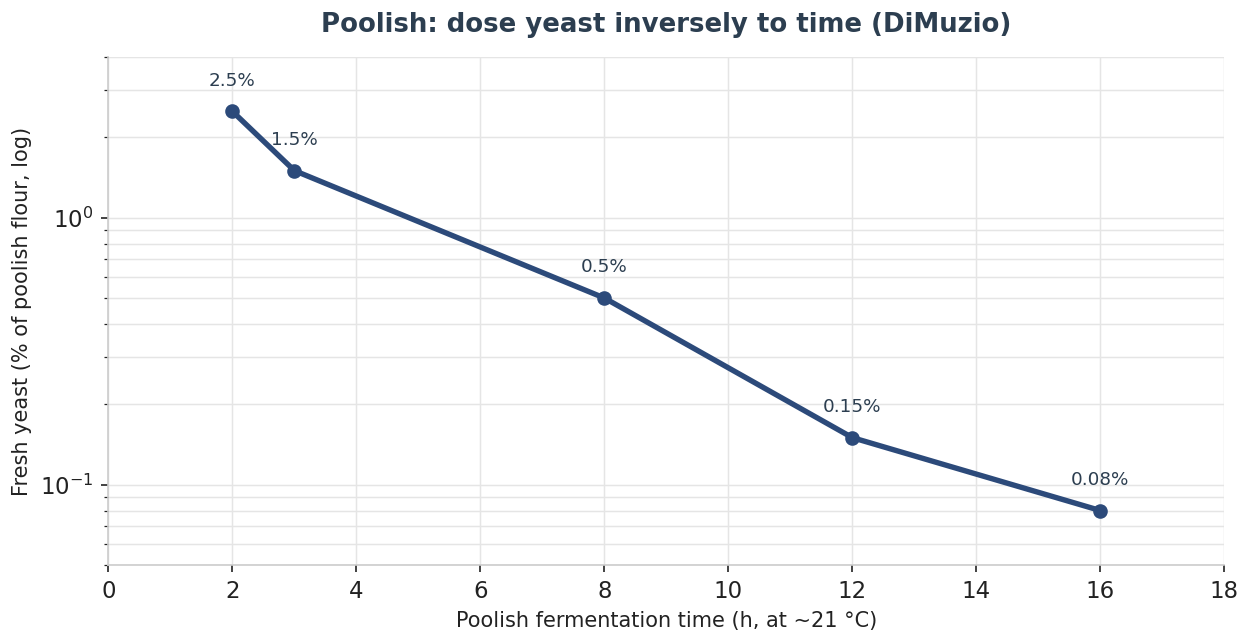 Poolish: dose yeast inversely to time (DiMuzio)
Fresh yeast (% of poolish flour, log)
10⁰
10⁻¹
2.5%
1.5%
0.5%
0.15%
0.08%
0 2 4 6 8 10 12 14 16 18
Poolish fermentation time (h, at ~21 °C)